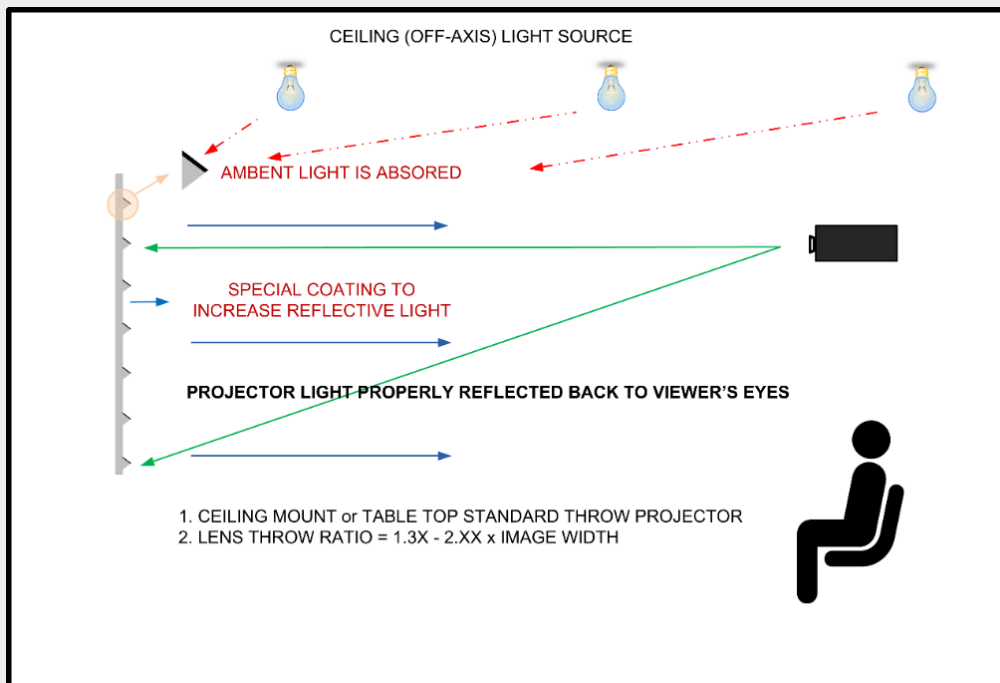 CEILING (OFF-AXIS) LIGHT SOURCE
AMBENT LIGHT IS ABSORED
SPECIAL COATING TO
INCREASE REFLECTIVE LIGHT
PROJECTOR LIGHT PROPERLY REFLECTED BACK TO VIEWER'S EYES
1. CEILING MOUNT or TABLE TOP STANDARD THROW PROJECTOR
2. LENS THROW RATIO = 1.3X - 2.XX x IMAGE WIDTH